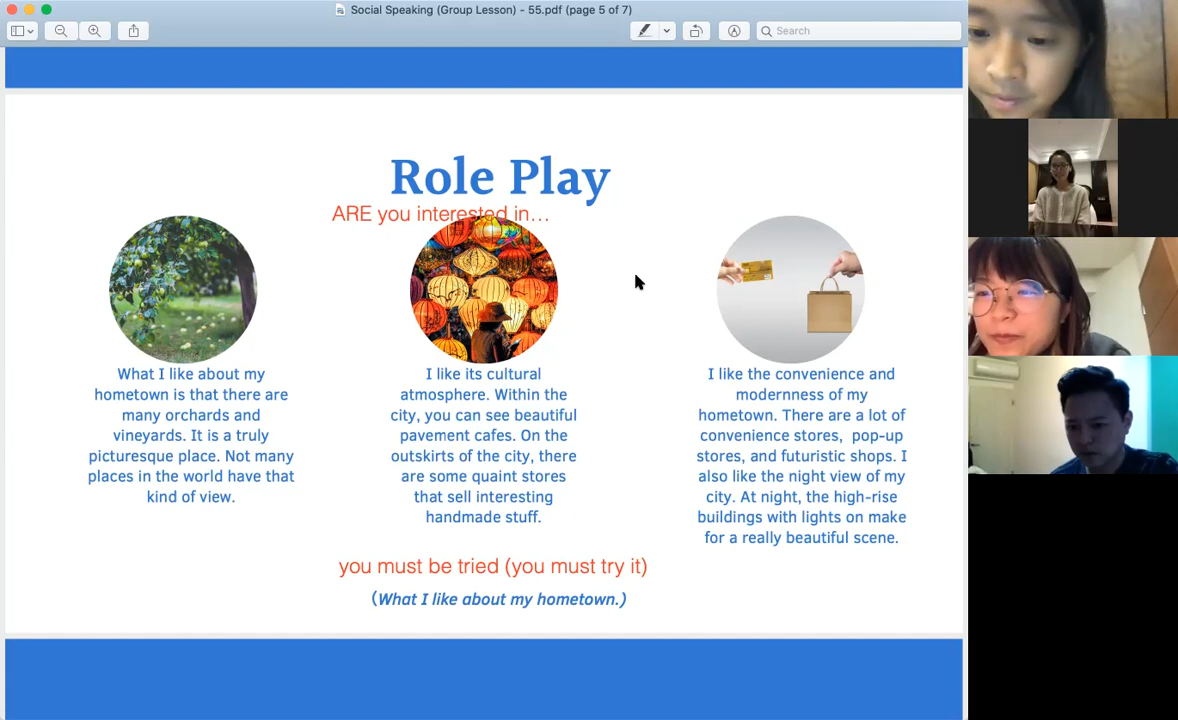 Social Speaking (Group Lesson) - 55.pdf (page 5 of 7)
Search
Role Play
ARE you interested in…
What I like about my
hometown is that there are
many orchards and
vineyards. It is a truly
picturesque place. Not many
places in the world have that
kind of view.
I like its cultural
atmosphere. Within the
city, you can see beautiful
pavement cafes. On the
outskirts of the city, there
are some quaint stores
that sell interesting
handmade stuff.
I like the convenience and
modernness of my
hometown. There are a lot of
convenience stores,  pop-up
stores, and futuristic shops. I
also like the night view of my
city. At night, the high-rise
buildings with lights on make
for a really beautiful scene.
you must be tried (you must try it)
(What I like about my hometown.)